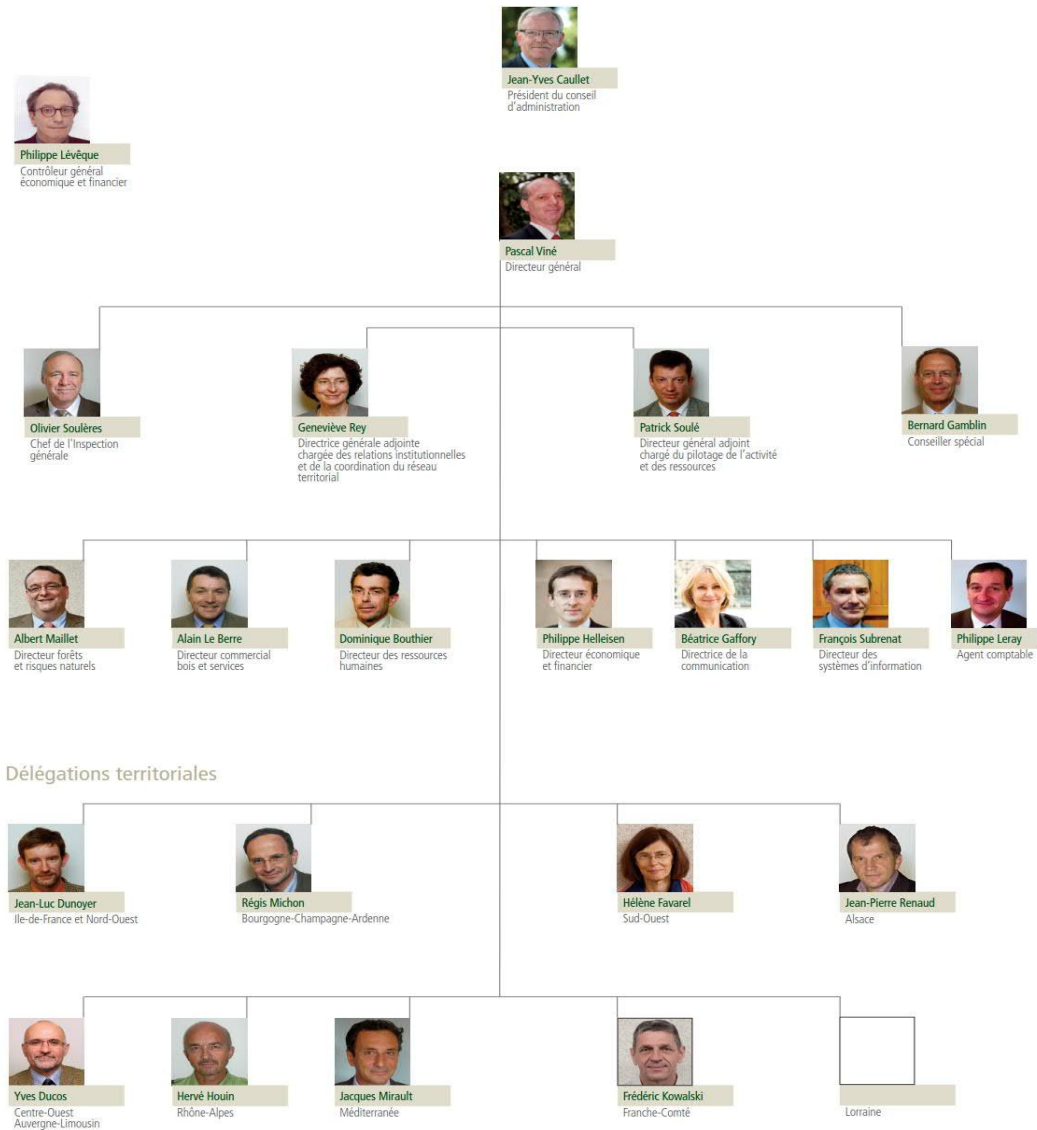 Jean-Yves Caullet
Président du conseil
d'administration
Philippe Lévêque
Contrôleur général
économique et financier
Pascal Viné
Directeur général
Olivier Soulères
Chef de l'Inspection
générale
Geneviève Rey
Directrice générale adjointe
chargée des relations institutionnelles
et de la coordination du réseau
territorial
Patrick Soulé
Directeur général adjoint
chargé du pilotage de l'activité
et des ressources
Bernard Gamblin
Conseiller spécial
Albert Maillet
Directeur forêts
et risques naturels
Alain Le Berre
Directeur commercial
bois et services
Dominique Bouthier
Directeur des ressources
humaines
Philippe Helleisen
Directeur économique
et financier
Béatrice Gaffory
Directrice de la
communication
François Subrenat
Directeur des
systèmes d'information
Philippe Leray
Agent comptable
Délégations territoriales
Jean-Luc Dunoyer
Ile-de-France et Nord-Ouest
Régis Michon
Bourgogne-Champagne-Ardenne
Hélène Favarel
Sud-Ouest
Jean-Pierre Renaud
Alsace
Yves Ducos
Centre-Ouest
Auvergne-Limousin
Hervé Houin
Rhône-Alpes
Jacques Mirault
Méditerranée
Frédéric Kowalski
Franche-Comté
Lorraine